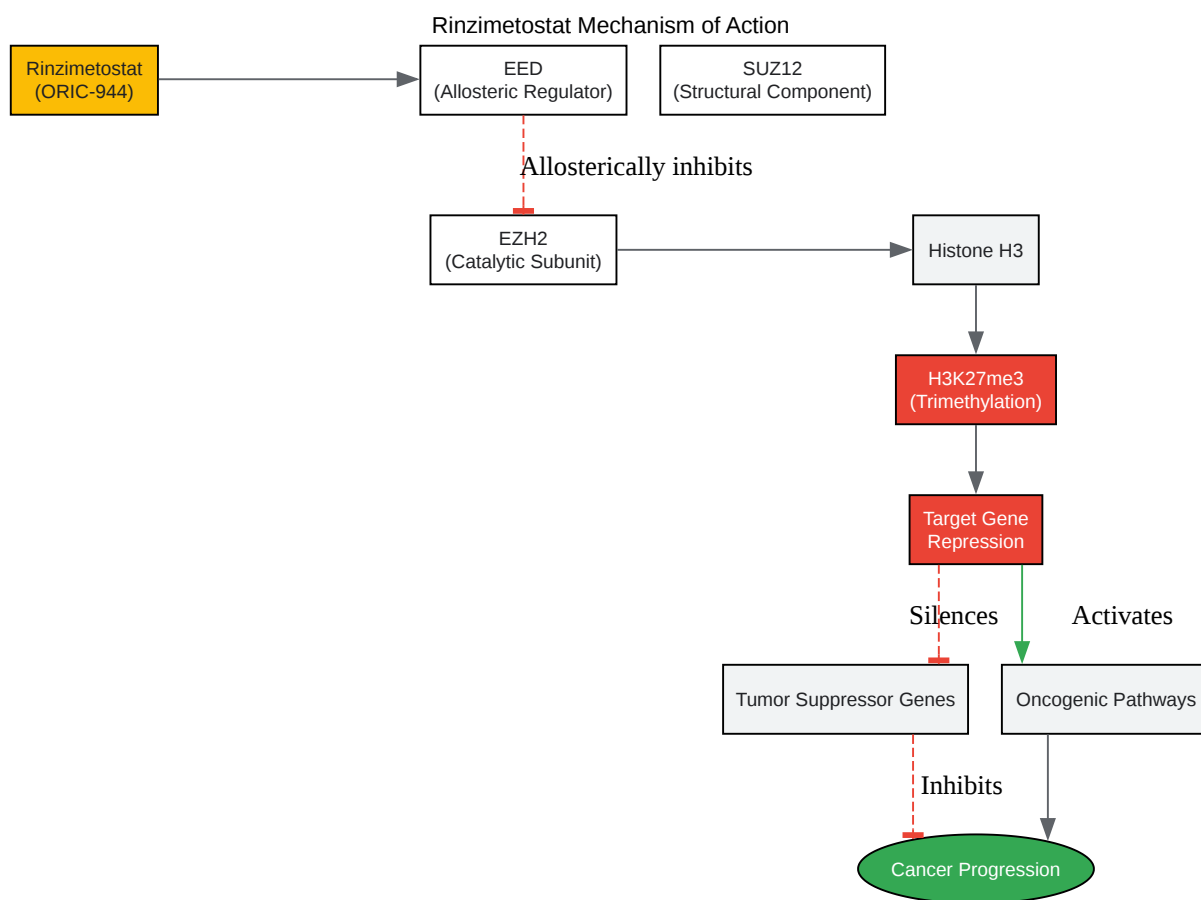 Rinzimetostat Mechanism of Action
Rinzimetostat
(ORIC-944)
EED
(Allosteric Regulator)
SUZ12
(Structural Component)
Allosterically inhibits
EZH2
(Catalytic Subunit)
Histone H3
H3K27me3
(Trimethylation)
Target Gene
Repression
Silences
Activates
Tumor Suppressor Genes
Oncogenic Pathways
Inhibits
Cancer Progression